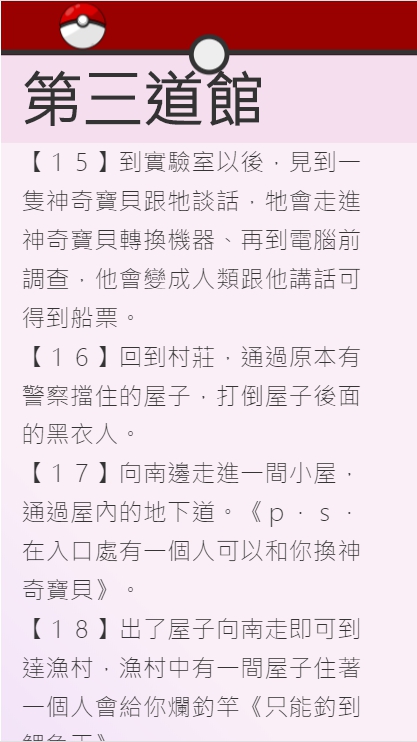 第三道館
【１５】到實驗室以後，見到一
隻神奇寶貝跟牠談話，牠會走進
神奇寶貝轉換機器、再到電腦前
調查，他會變成人類跟他講話可
得到船票。
【１６】回到村莊，通過原本有
警察擋住的屋子，打倒屋子後面
的黑衣人。
【１７】向南邊走進一間小屋，
通過屋內的地下道。《ｐ．ｓ．
在入口處有一個人可以和你換神
奇寶貝》。
【１８】出了屋子向南走即可到
達漁村，漁村中有一間屋子住著
一個人會給你爛釣竿《只能釣到